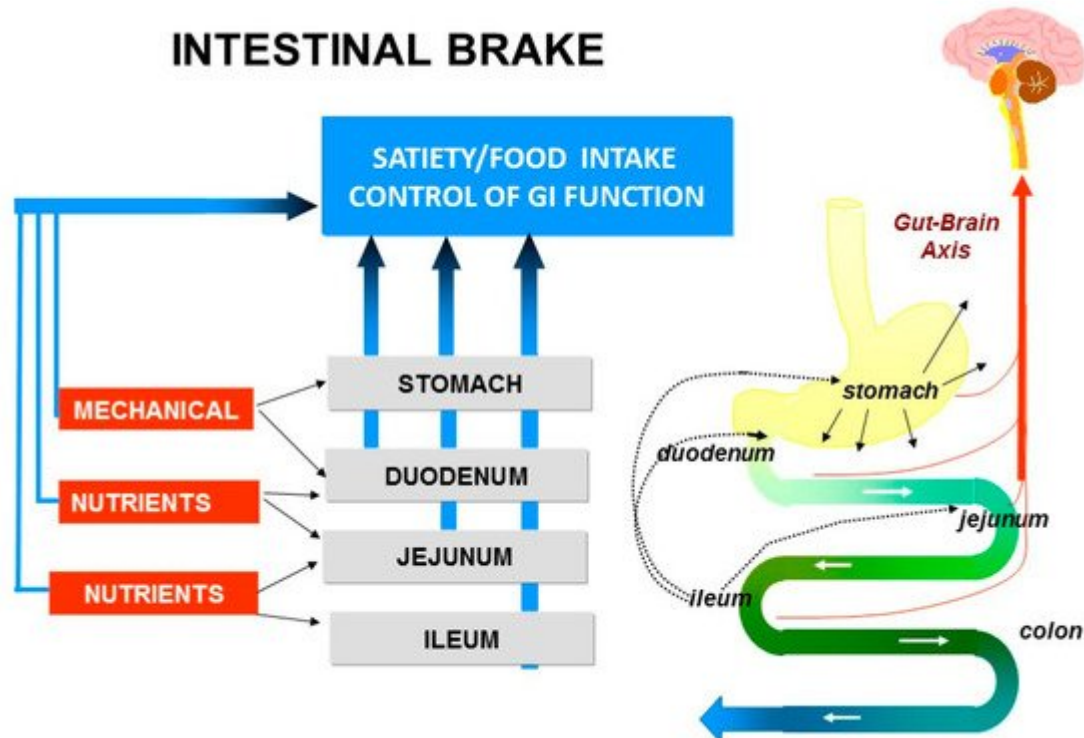 INTESTINAL BRAKE
SATIETY/FOOD INTAKE
CONTROL OF GI FUNCTION
MECHANICAL
NUTRIENTS
NUTRIENTS
STOMACH
DUODENUM
JEJUNUM
ILEUM
Gut-Brain
Axis
stomach
duodenum
jejunum
ileum
colon